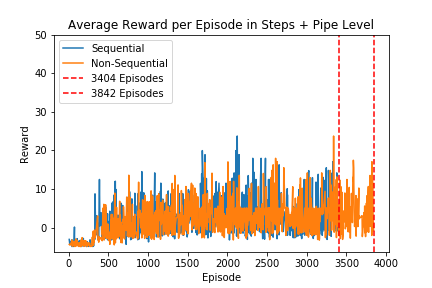 Average Reward per Episode in Steps + Pipe Level
Sequential
Non-Sequential
3404 Episodes
3842 Episodes
50
40
30
20
10
0
Reward
0
500
1000
1500
2000
2500
3000
3500
4000
Episode